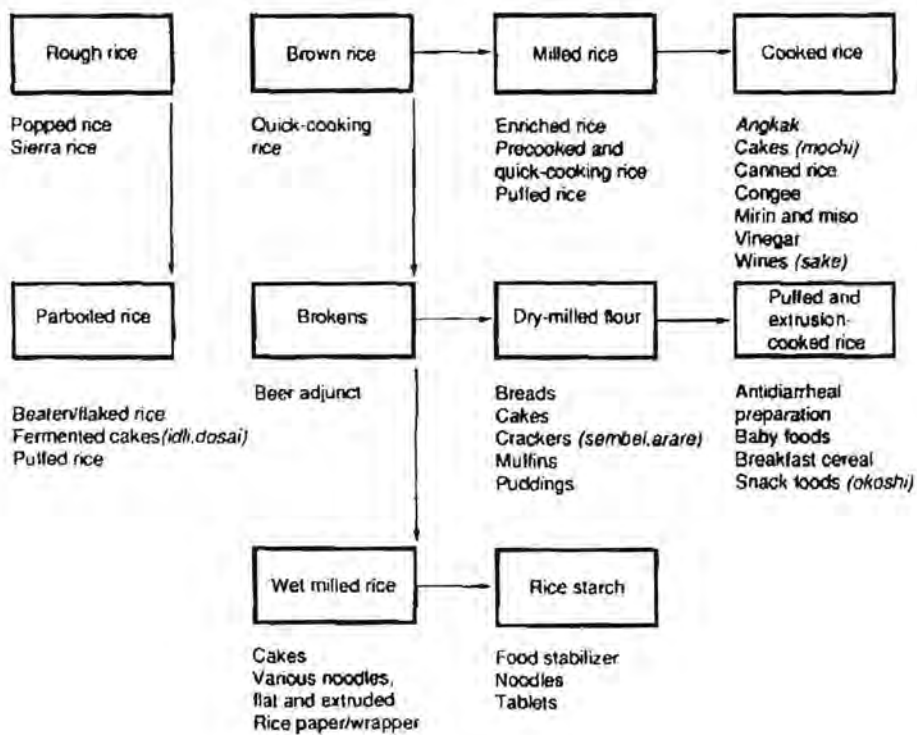 Rough rice
Brown rice
Milled rice
Cooked rice
Popped rice
Sierra rice
Quick-cooking
rice
Enriched rice
Precooked and
quick-cooking rice
Puffed rice
Angkak
Cakes (mochi)
Canned rice
Congee
Mirin and miso
Vinegar
Wines (sake)
Parboiled rice
Brokens
Dry-milled flour
Puffed and
extrusion-
cooked rice
Beaten/flaked rice
Fermented cakes(idli,dosai)
Puffed rice
Beer adjunct
Breads
Cakes
Crackers (sembei,arare)
Muffins
Puddings
Antidiarrheal
preparation
Baby foods
Breakfast cereal
Snack foods (okoshi)
Wet milled rice
Rice starch
Cakes
Various noodles,
flat and extruded
Rice paper/wrapper
Food stabilizer
Noodles
Tablets